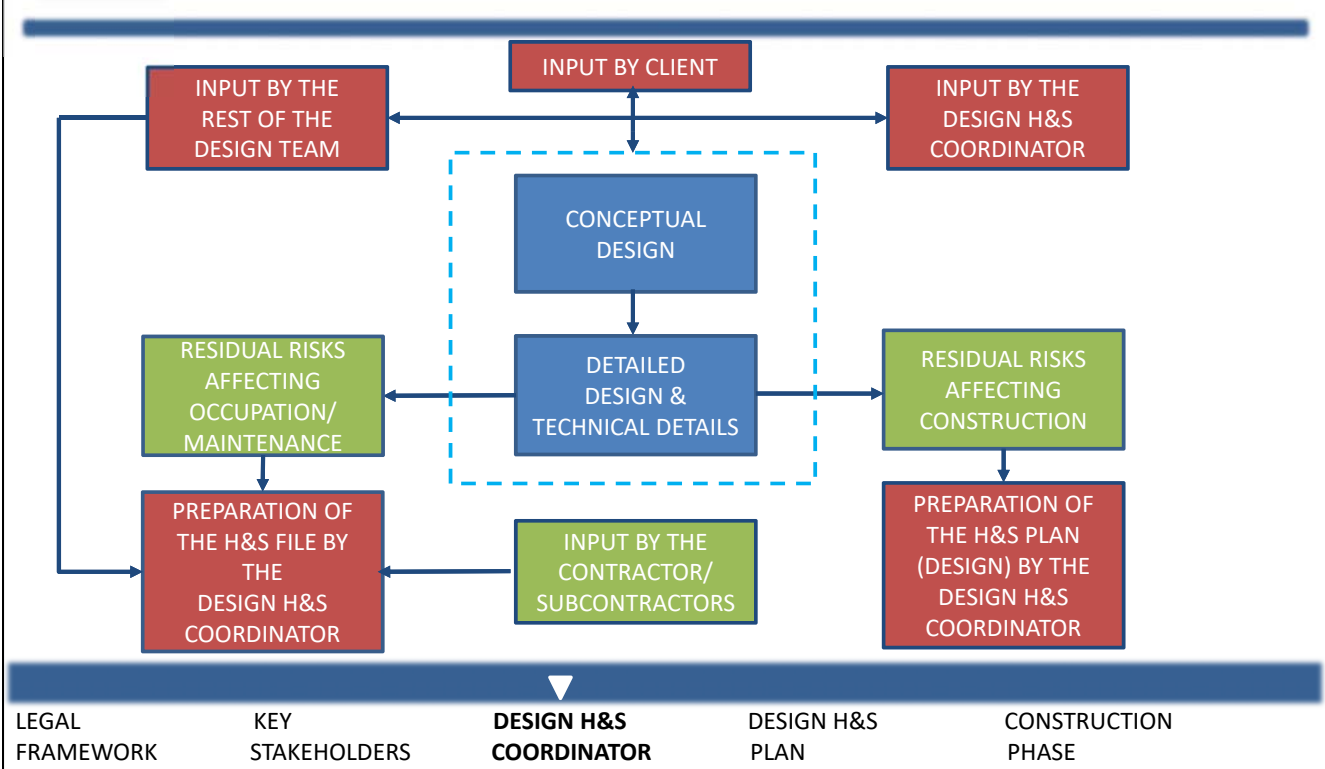 INPUT BY CLIENT
INPUT BY THE
REST OF THE
DESIGN TEAM
INPUT BY THE
DESIGN H&S
COORDINATOR
CONCEPTUAL
DESIGN
RESIDUAL RISKS
AFFECTING
OCCUPATION/
MAINTENANCE
DETAILED
DESIGN &
TECHNICAL DETAILS
RESIDUAL RISKS
AFFECTING
CONSTRUCTION
PREPARATION OF
THE H&S FILE BY
THE
DESIGN H&S
COORDINATOR
INPUT BY THE
CONTRACTOR/
SUBCONTRACTORS
PREPARATION OF
THE H&S PLAN
(DESIGN) BY THE
DESIGN H&S
COORDINATOR
LEGAL
FRAMEWORK
KEY
STAKEHOLDERS
DESIGN H&S
COORDINATOR
DESIGN H&S
PLAN
CONSTRUCTION
PHASE